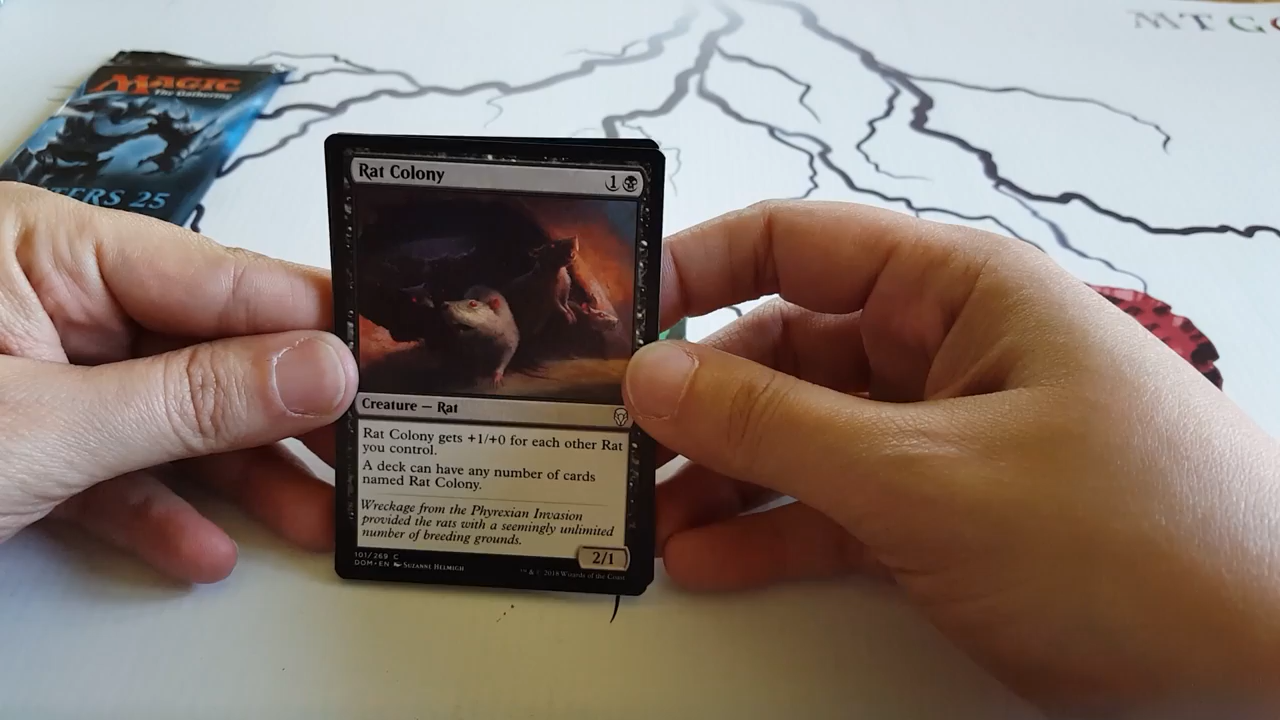 MTG
MAGIC
The Gathering
TERS 25
Rat Colony
1
Creature — Rat
Rat Colony gets +1/+0 for each other Rat
you control.
A deck can have any number of cards
named Rat Colony.
Wreckage from the Phyrexian Invasion
provided the rats with a seemingly unlimited
number of breeding grounds.
2/1
101/269 C
DOM • EN Suzanne Helmigh
™ & © 2018 Wizards of the Coast